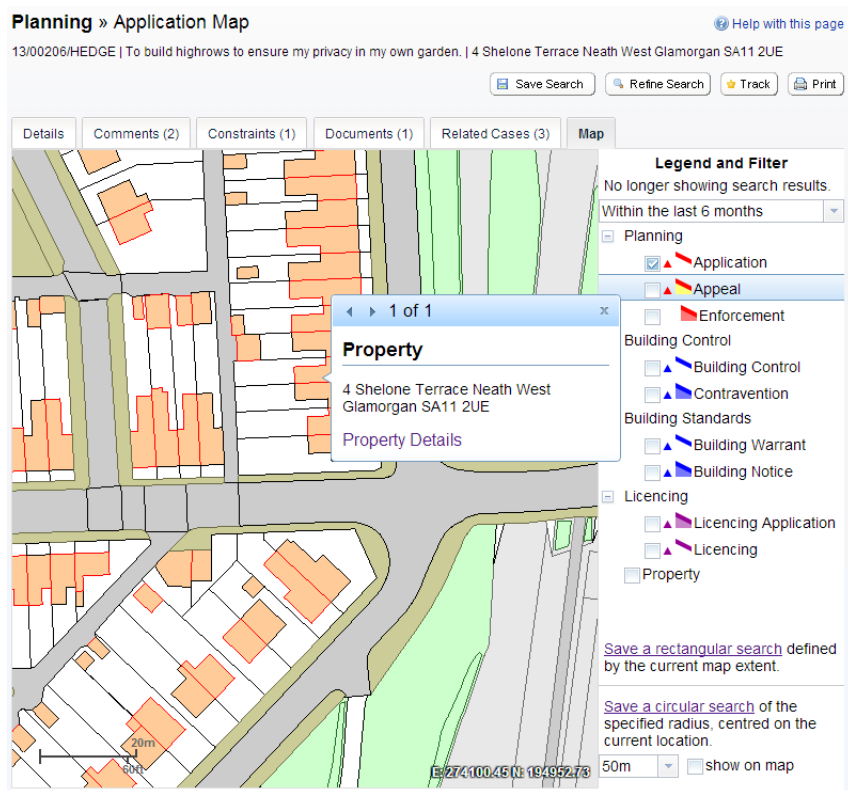 Planning » Application Map
Help with this page
13/00206/HEDGE | To build highrows to ensure my privacy in my own garden. | 4 Shelone Terrace Neath West Glamorgan SA11 2UE
Save Search
Refine Search
Track
Print
Details
Comments (2)
Constraints (1)
Documents (1)
Related Cases (3)
Map
Legend and Filter
No longer showing search results.
Within the last 6 months
Planning
Application
Appeal
Enforcement
Building Control
Building Control
Contravention
Building Standards
Building Warrant
Building Notice
Licencing
Licencing Application
Licencing
Property
Save a rectangular search defined
by the current map extent.
Save a circular search of the
specified radius, centred on the
current location.
50m
show on map
1 of 1
x
Property
4 Shelone Terrace Neath West
Glamorgan SA11 2UE
Property Details
20m
60ft
E: 274100.45 N: 194952.73